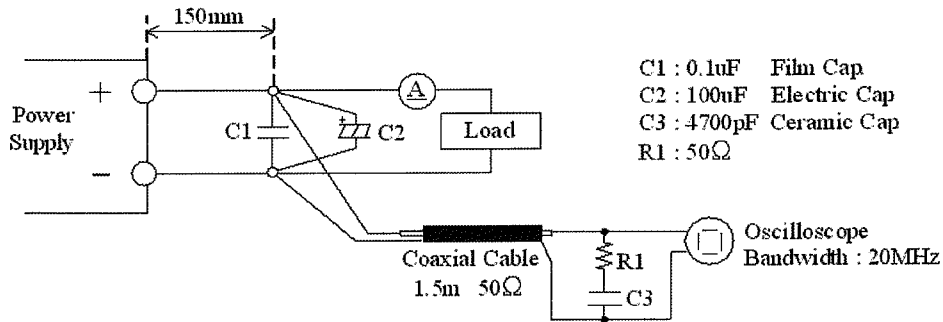 150mm
+
−
Power
Supply
C1
+
C2
A
Load
C1 : 0.1uF Film Cap
C2 : 100uF Electric Cap
C3 : 4700pF Ceramic Cap
R1 : 50Ω
Coaxial Cable
1.5m 50Ω
R1
C3
Oscilloscope
Bandwidth : 20MHz